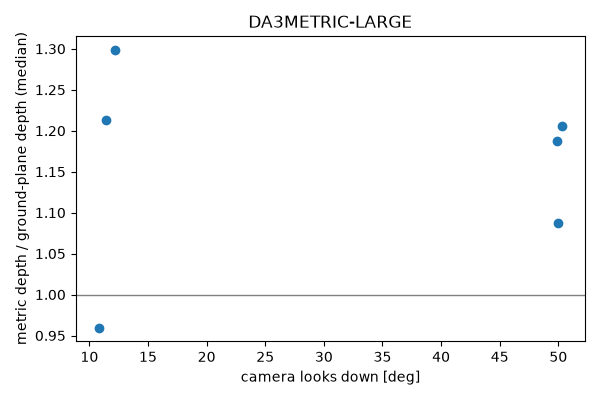 DA3METRIC-LARGE
metric depth / ground-plane depth (median)
1.30
1.25
1.20
1.15
1.10
1.05
1.00
0.95
10 15 20 25 30 35 40 45 50
camera looks down [deg]